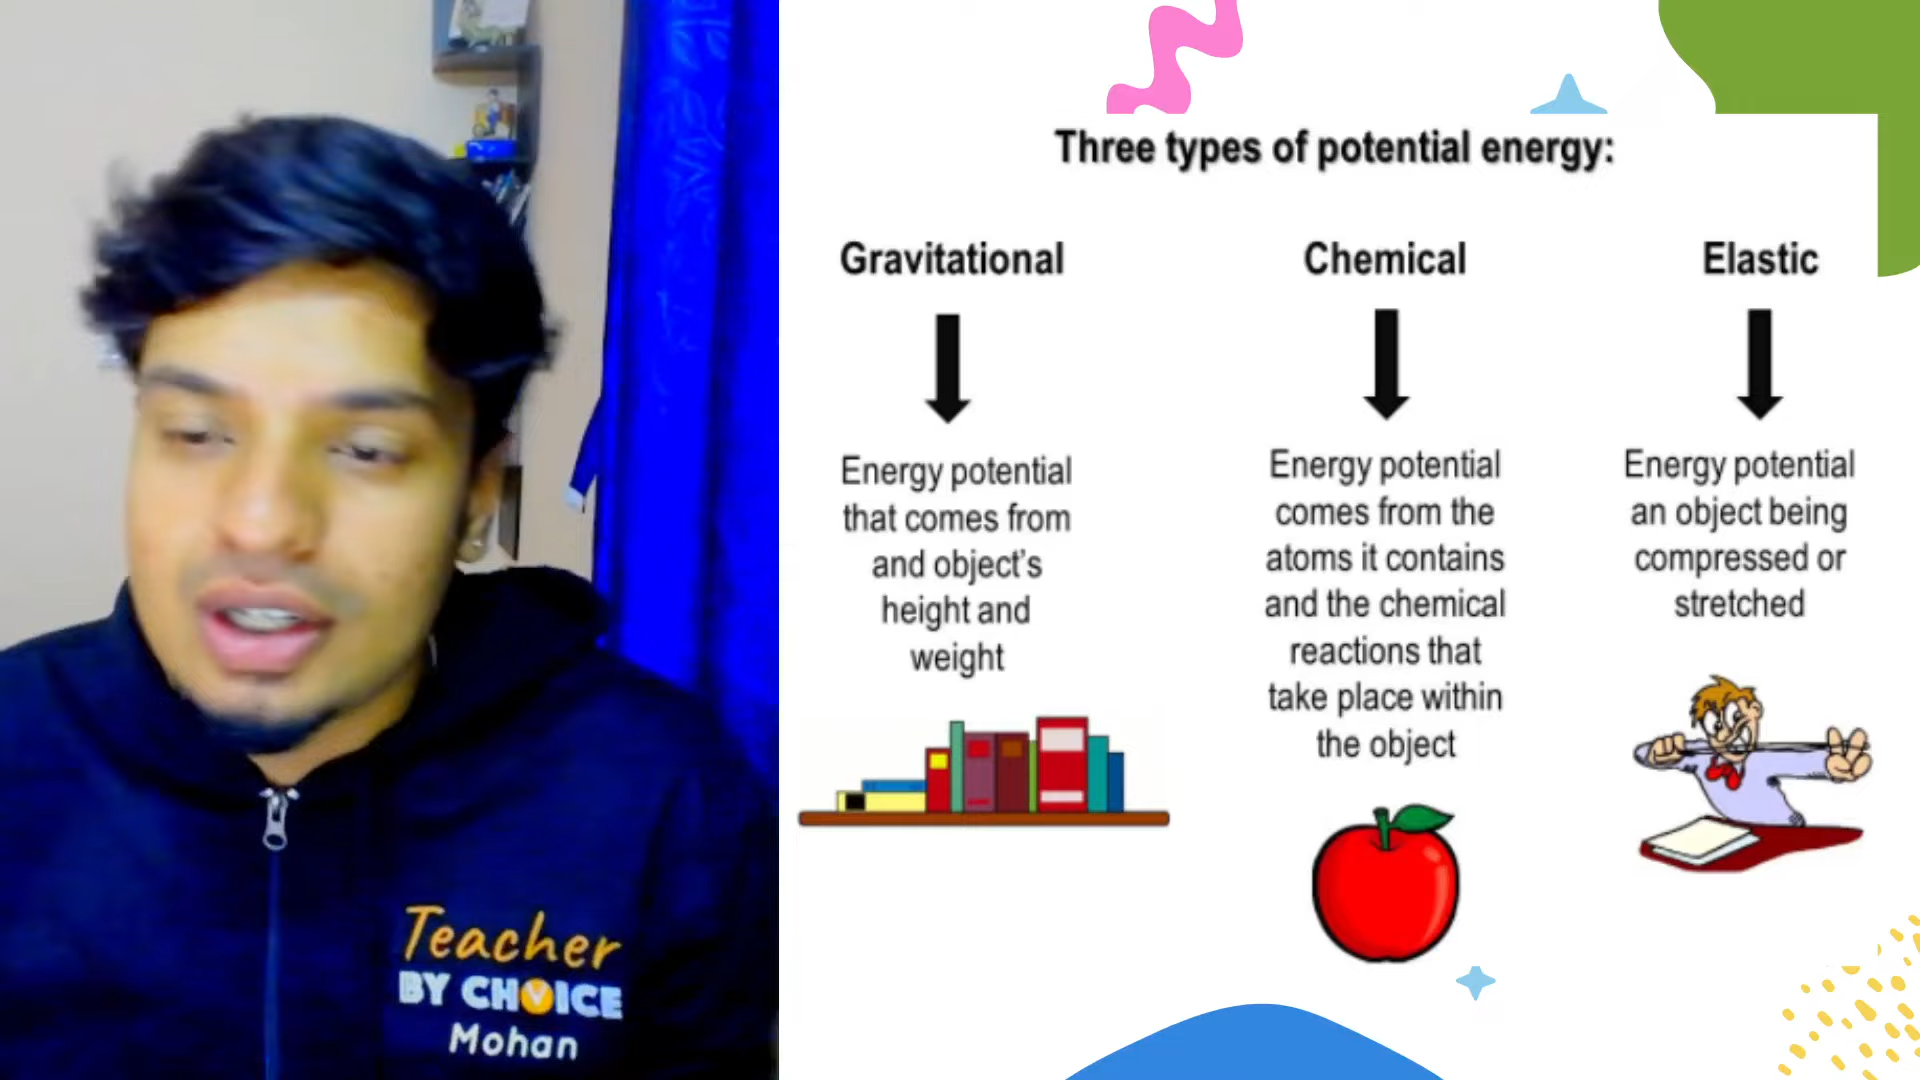 Three types of potential energy:
Gravitational
Energy potential
that comes from
and object's
height and
weight
Chemical
Energy potential
comes from the
atoms it contains
and the chemical
reactions that
take place within
the object
Elastic
Energy potential
an object being
compressed or
stretched
Teacher
BY CHOICE
Mohan